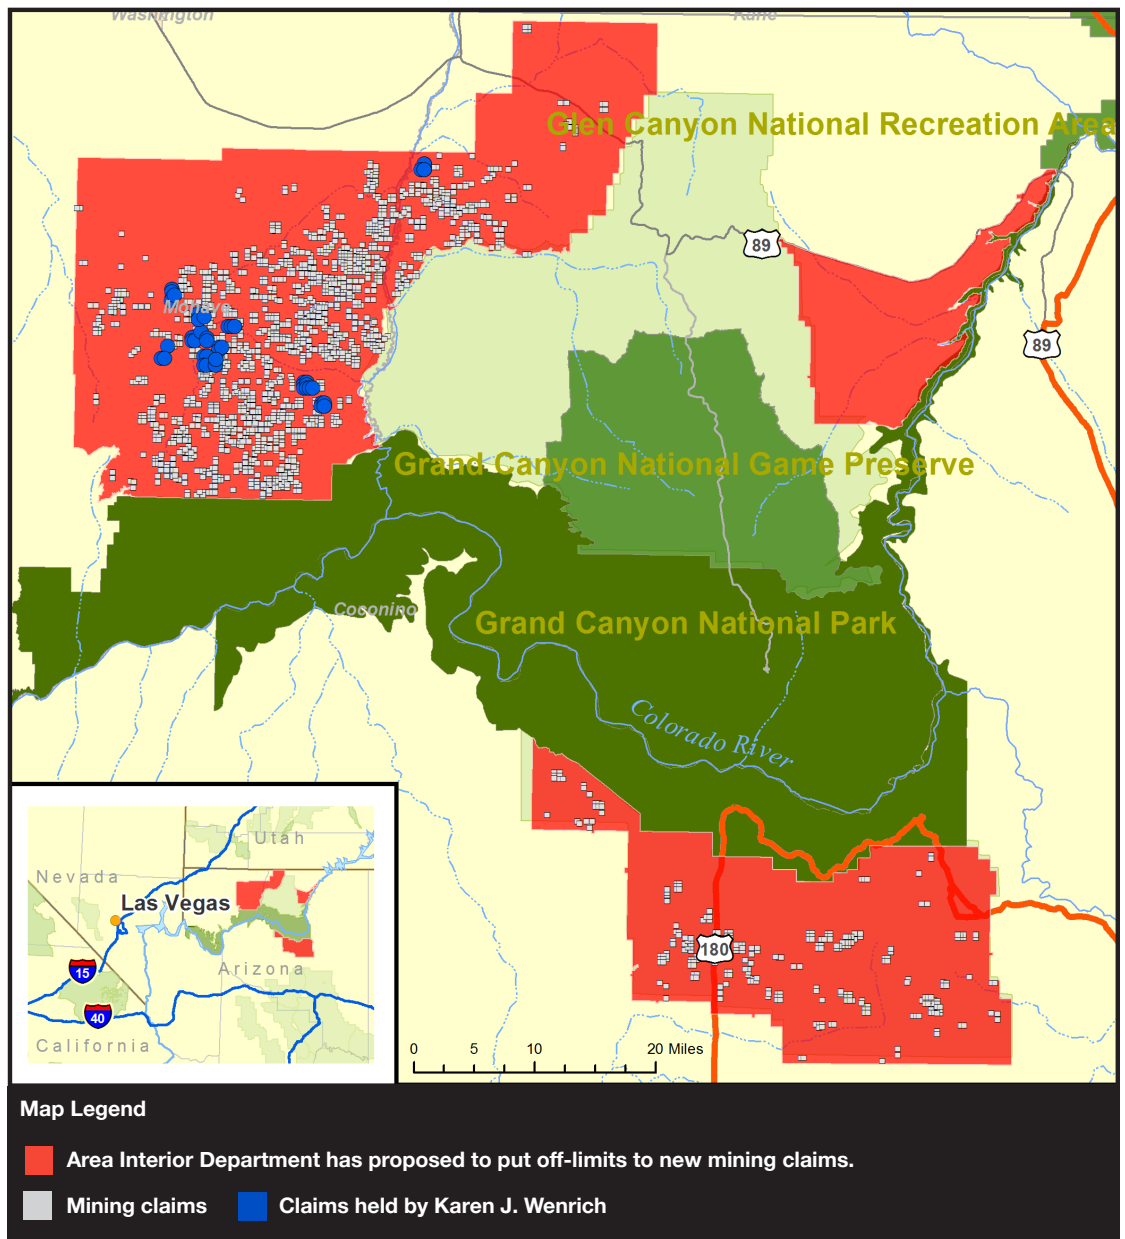 Washington
Kane
Glen Canyon National Recreation Area
89
Mohave
89
Grand Canyon National Game Preserve
Coconino
Grand Canyon National Park
Colorado River
180
Utah
Nevada
Las Vegas
15
Arizona
40
California
0 5 10 20 Miles
Map Legend
Area Interior Department has proposed to put off-limits to new mining claims.
Mining claims
Claims held by Karen J. Wenrich